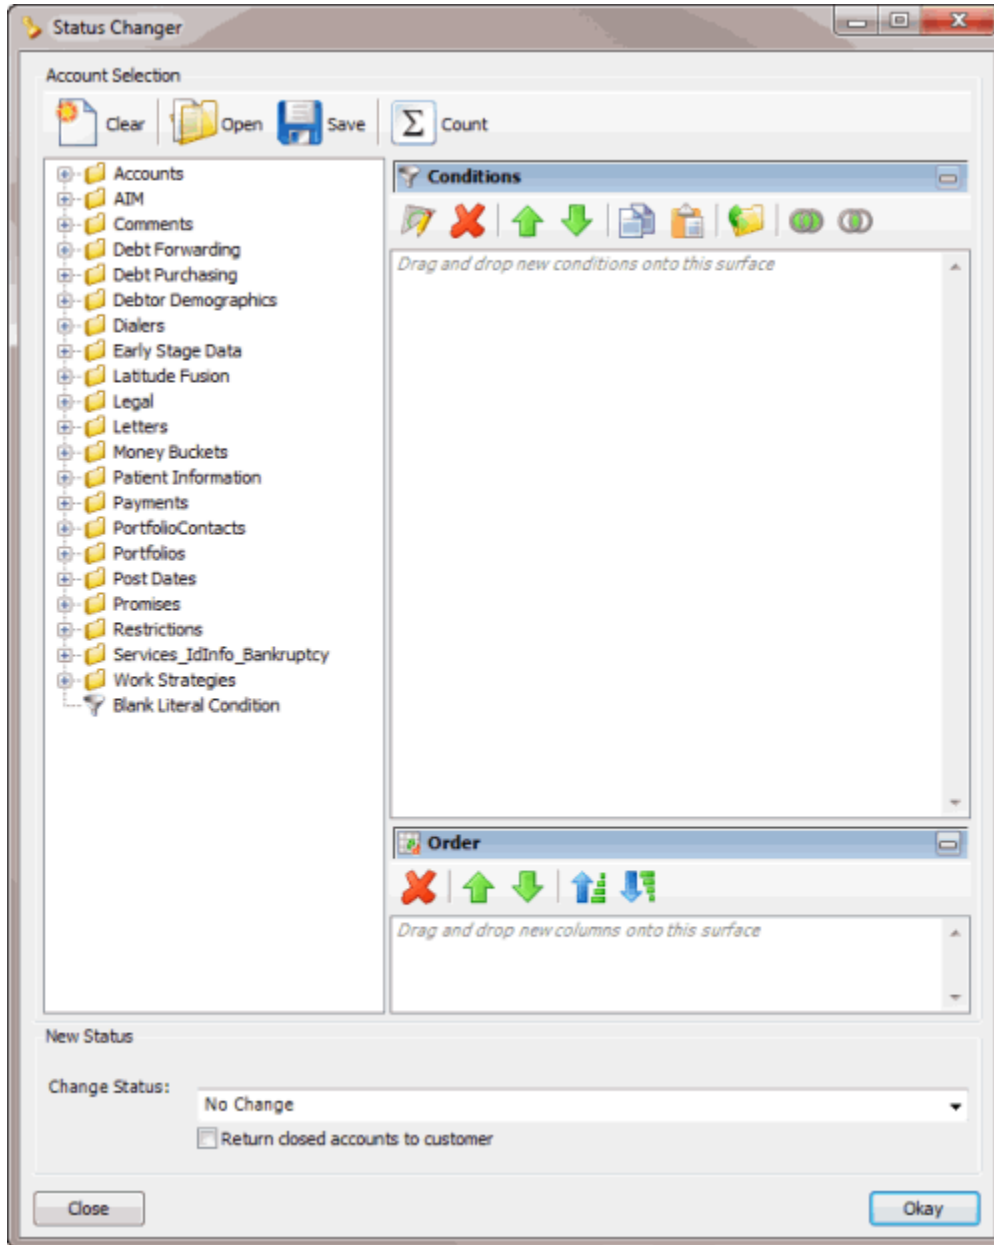 Status Changer
Account Selection
Clear
Open
Save
Σ Count
Accounts
AIM
Comments
Debt Forwarding
Debt Purchasing
Debtor Demographics
Dialers
Early Stage Data
Latitude Fusion
Legal
Letters
Money Buckets
Patient Information
Payments
PortfolioContacts
Portfolios
Post Dates
Promises
Restrictions
Services_IdInfo_Bankruptcy
Work Strategies
Blank Literal Condition
Conditions
Drag and drop new conditions onto this surface
Order
Drag and drop new columns onto this surface
New Status
Change Status:
No Change
Return closed accounts to customer
Close
Okay